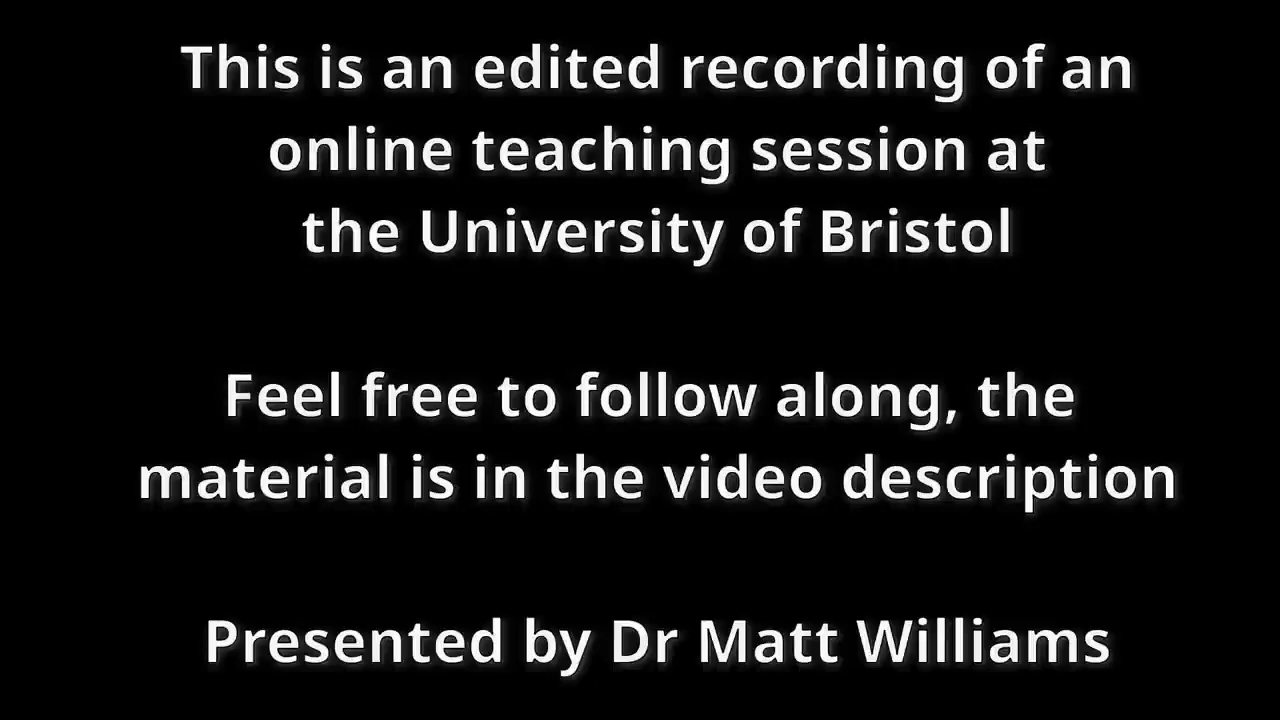 This is an edited recording of an
online teaching session at
the University of Bristol
Feel free to follow along, the
material is in the video description
Presented by Dr Matt Williams